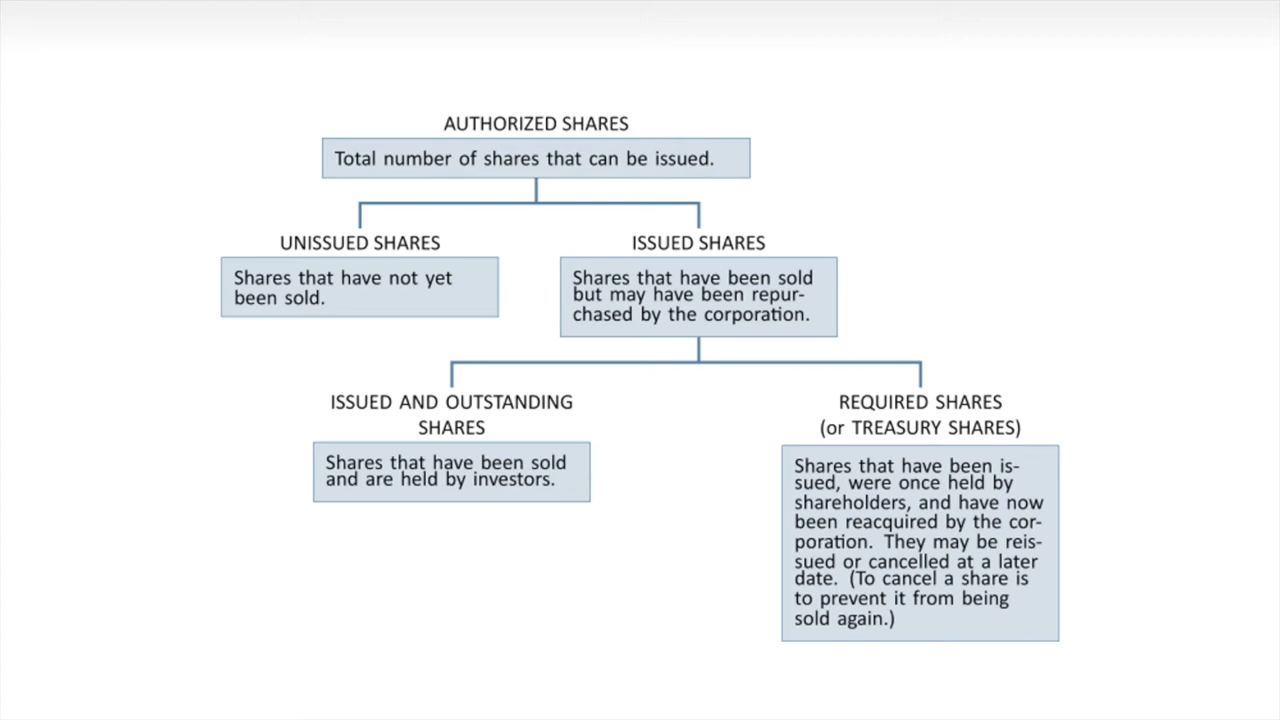 AUTHORIZED SHARES
Total number of shares that can be issued.
UNISSUED SHARES
Shares that have not yet
been sold.
ISSUED SHARES
Shares that have been sold
but may have been repur-
chased by the corporation.
ISSUED AND OUTSTANDING
SHARES
Shares that have been sold
and are held by investors.
REQUIRED SHARES
(or TREASURY SHARES)
Shares that have been is-
sued, were once held by
shareholders, and have now
been reacquired by the cor-
poration. They may be reis-
sued or cancelled at a later
date. (To cancel a share is
to prevent it from being
sold again.)